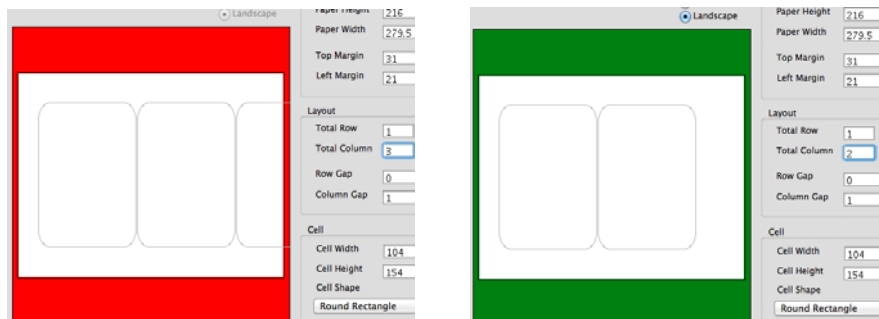 Landscape
Paper Height 216
Paper Width 279.5
Top Margin 31
Left Margin 21
Layout
Total Row 1
Total Column 3
Row Gap 0
Column Gap 1
Cell
Cell Width 104
Cell Height 154
Cell Shape
Round Rectangle
Landscape
Paper Height 216
Paper Width 279.5
Top Margin 31
Left Margin 21
Layout
Total Row 1
Total Column 2
Row Gap 0
Column Gap 1
Cell
Cell Width 104
Cell Height 154
Cell Shape
Round Rectangle